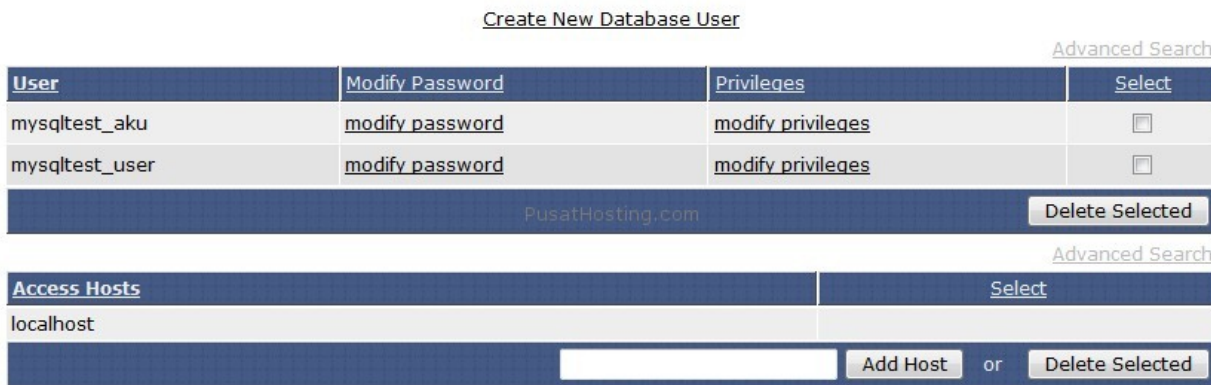 Create New Database User
Advanced Search
User Modify Password Privileges Select
mysqltest_aku modify password modify privileges
mysqltest_user modify password modify privileges
PusatHosting.com Delete Selected
Advanced Search
Access Hosts Select
localhost
Add Host or Delete Selected